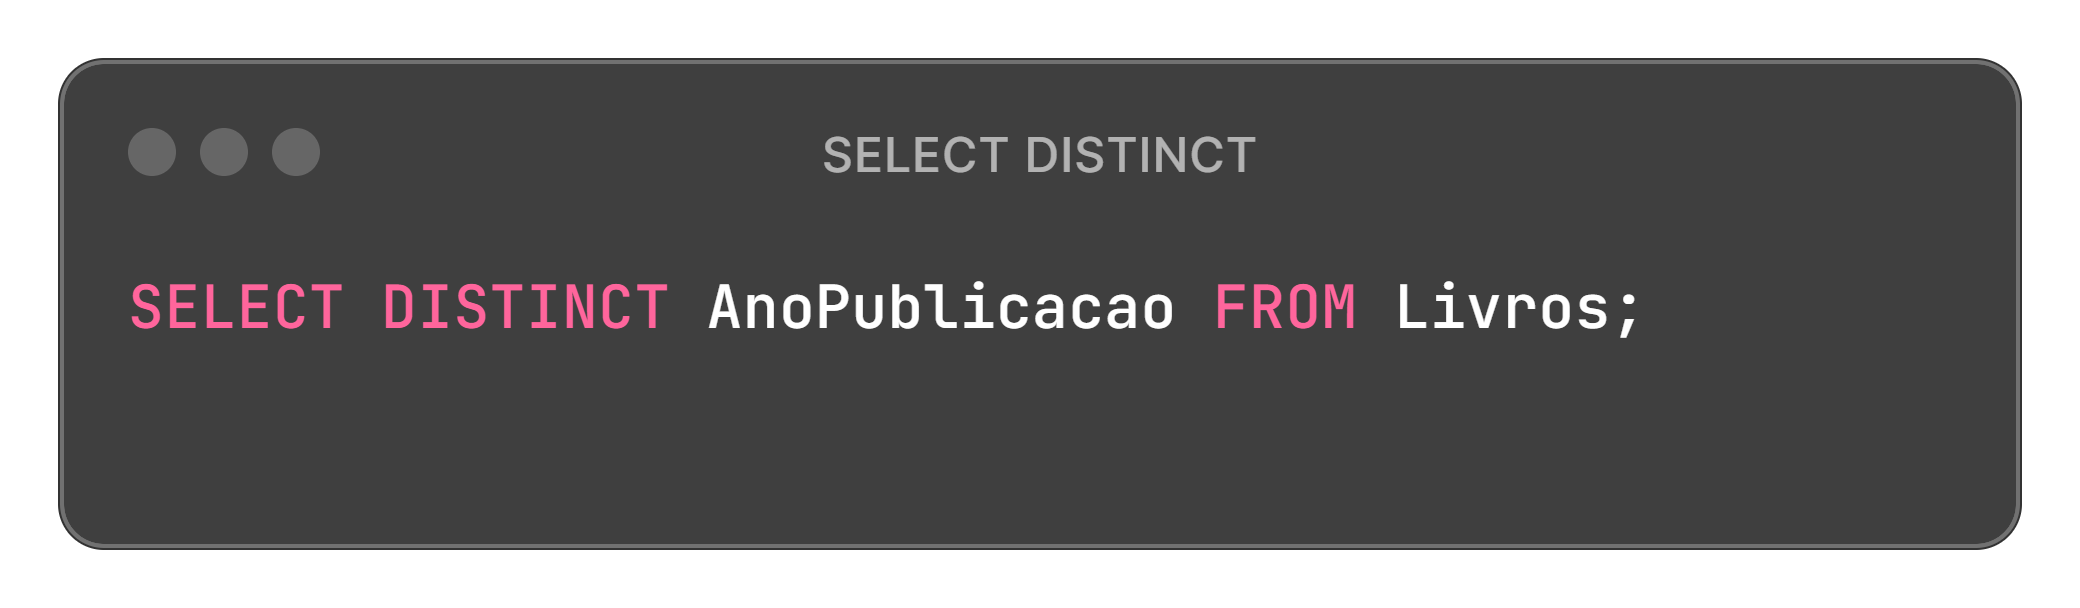 SELECT DISTINCT
SELECT DISTINCT AnoPublicacao FROM Livros;